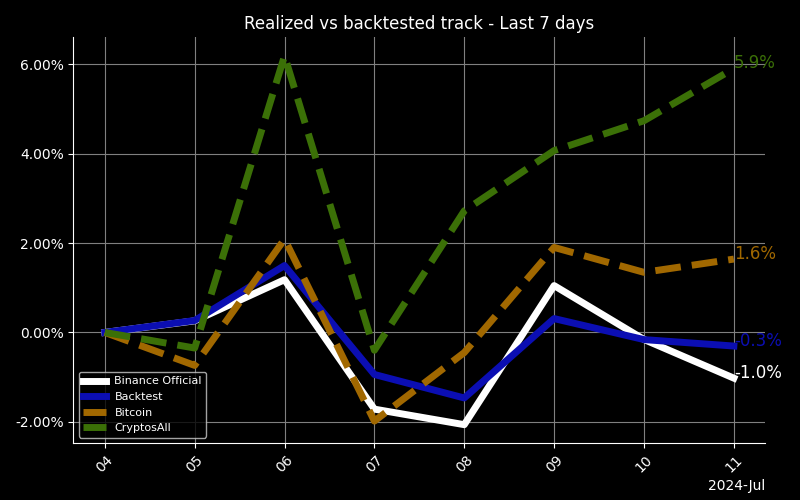 Realized vs backtested track - Last 7 days
6.00%
4.00%
2.00%
0.00%
-2.00%
5.9%
1.6%
-0.3%
-1.0%
Binance Official
Backtest
Bitcoin
CryptosAll
04
05
06
07
08
09
10
11
2024-Jul